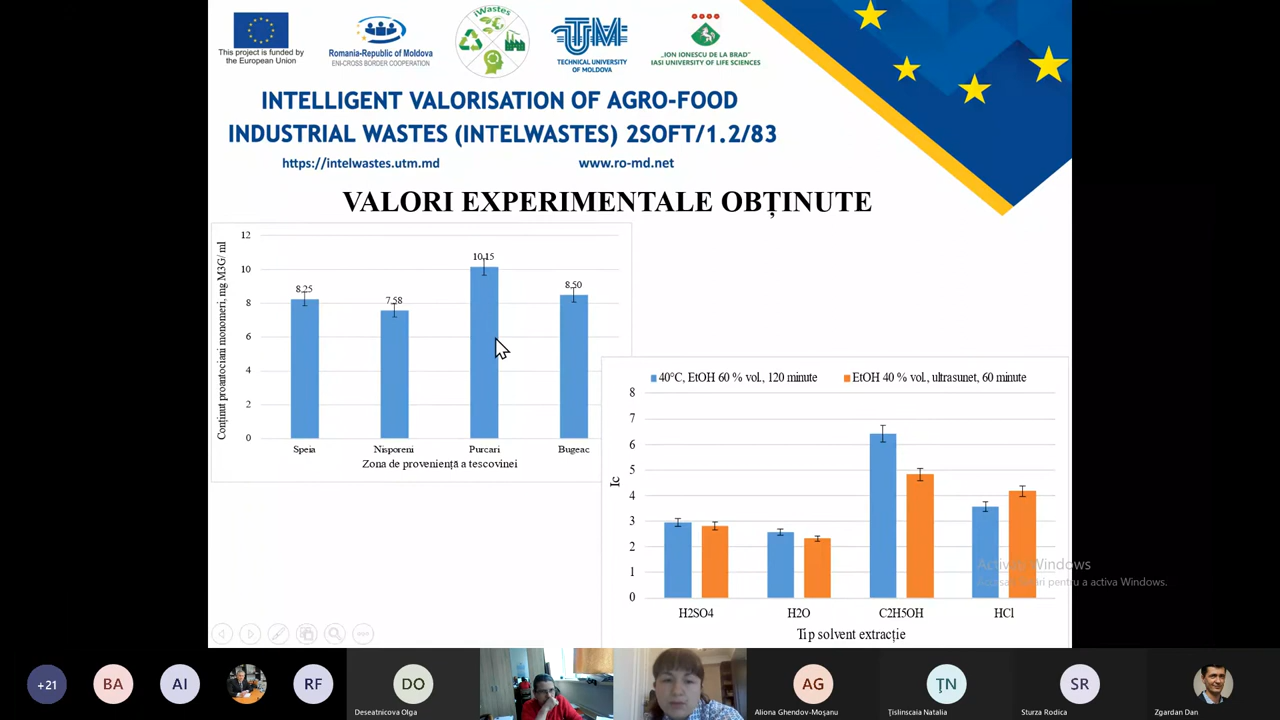 This project is funded by
the European Union
Romania-Republic of Moldova
ENI-CROSS BORDER COOPERATION
iWastes
UTM
TECHNICAL UNIVERSITY
OF MOLDOVA
„ION IONESCU DE LA BRAD”
IASI UNIVERSITY OF LIFE SCIENCES
INTELLIGENT VALORISATION OF AGRO-FOOD
INDUSTRIAL WASTES (INTELWASTES) 2SOFT/1.2/83
https://intelwastes.utm.md
www.ro-md.net
VALORI EXPERIMENTALE OBȚINUTE
Conținut proantociani monomeri, mg M3G/ ml
12
10
8
6
4
2
0
8,25
7,58
10,15
8,50
Speia
Nisporeni
Purcari
Bugeac
Zona de proveniență a tescovinei
40°C, EtOH 60 % vol., 120 minute
EtOH 40 % vol., ultrasunet, 60 minute
Ic
8
7
6
5
4
3
2
1
0
H2SO4
H2O
C2H5OH
HCl
Tip solvent extracție
Windows
pentru a activa Windows.
+21
BA
AI
RF
DO
Deseatnicova Olga
AG
Aliona Ghendov-Moșanu
ȚN
Țislinscaia Natalia
SR
Sturza Rodica
Zgardan Dan